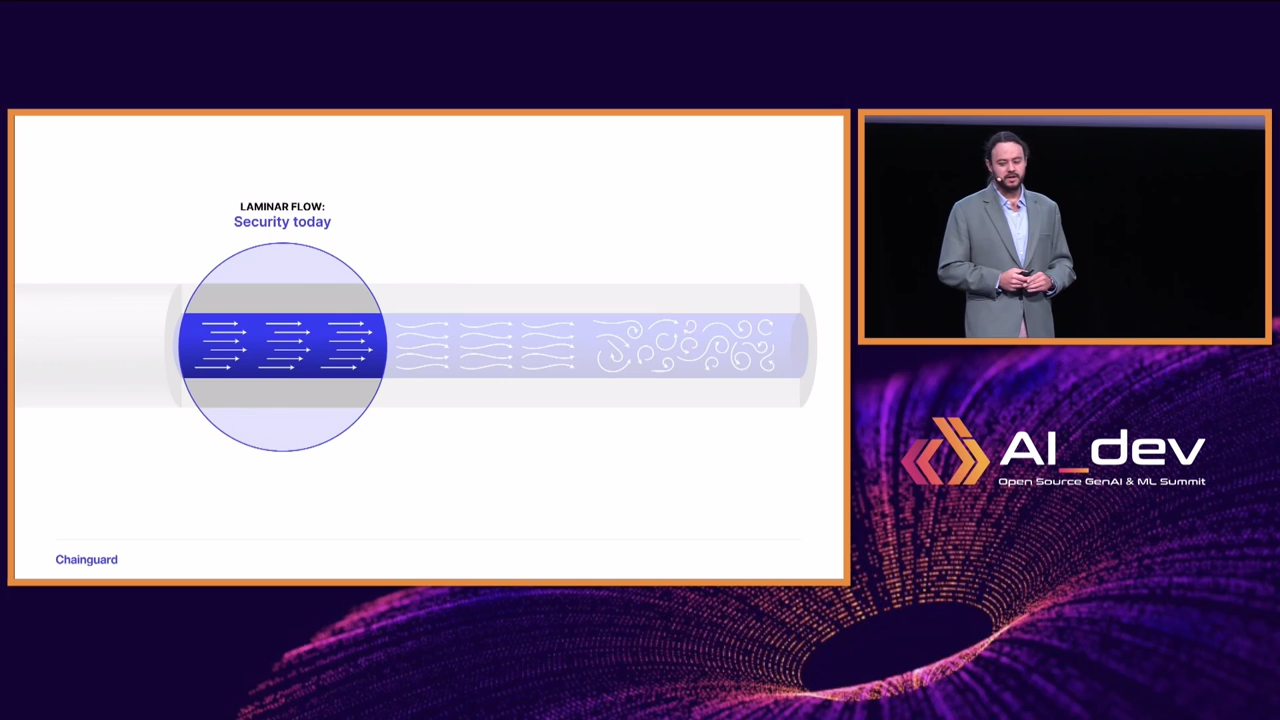 LAMINAR FLOW:
Security today
Chainguard
AI_dev
Open Source GenAI & ML Summit